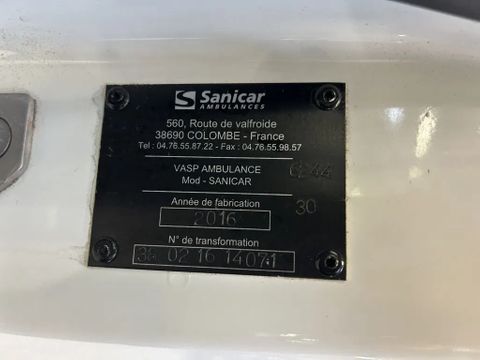 Sanicar
AMBULANCES
560, Route de valfroide
38690 COLOMBE - France
Tel : 04.76.55.87.22 - Fax : 04.76.55.98.57
VASP AMBULANCE
Mod - SANICAR
Année de fabrication
2016
30
N° de transformation
38 02 16 14071